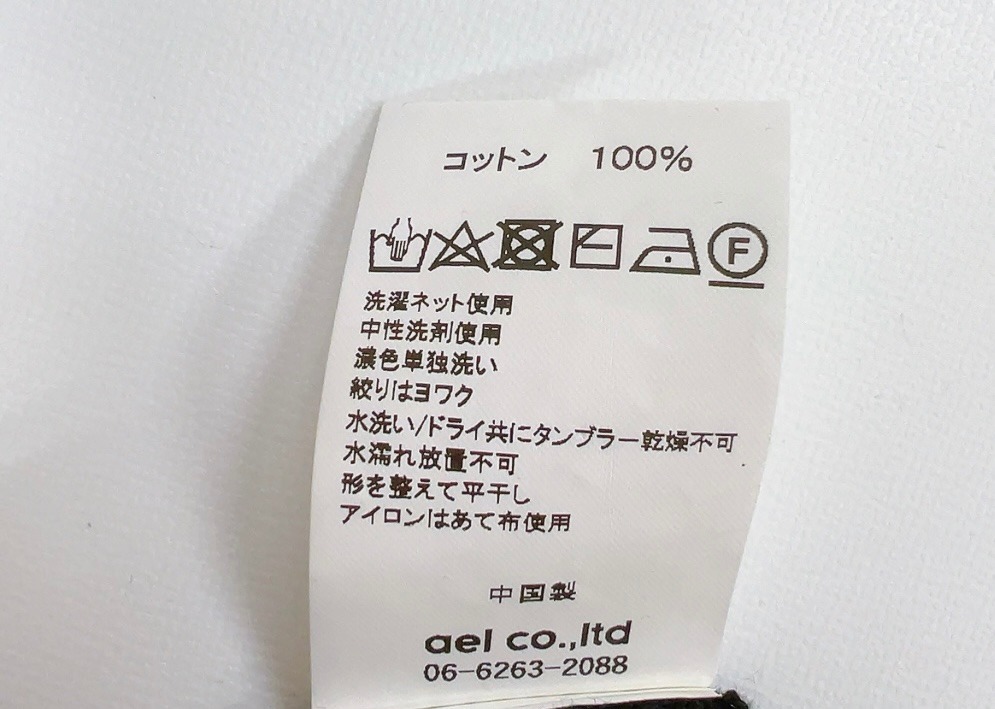 コットン 100%
F
洗濯ネット使用
中性洗剤使用
濃色単独洗い
絞りはヨワク
水洗い/ドライ共にタンブラー乾燥不可
水濡れ放置不可
形を整えて平干し
アイロンはあて布使用
中国製
ael co.,ltd
06-6263-2088